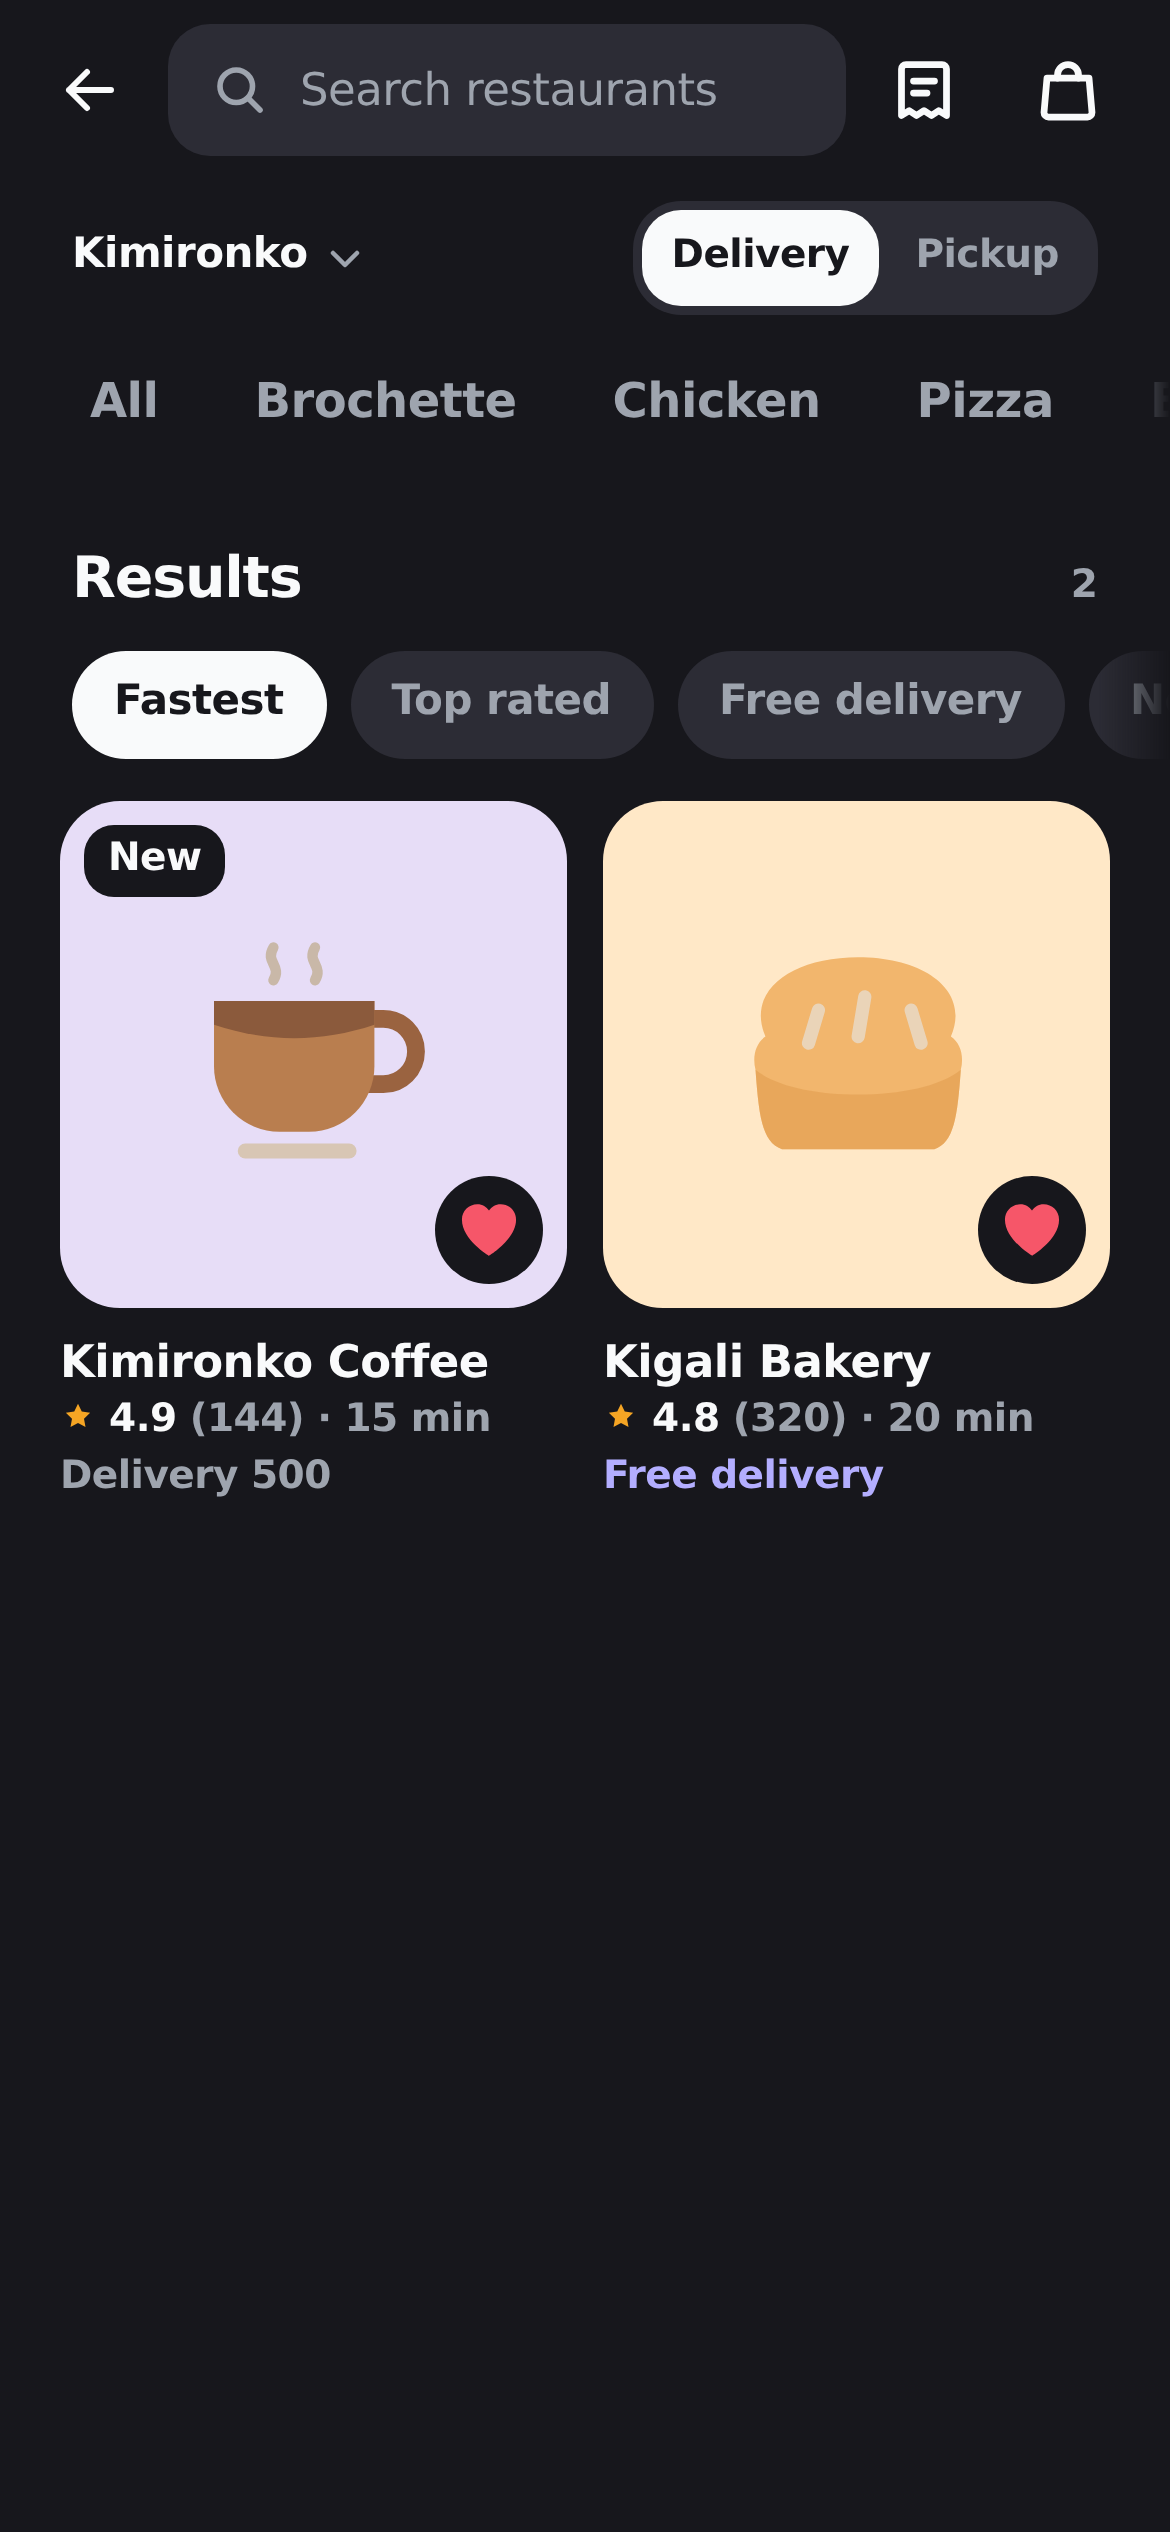 Search restaurants
Kimironko
Delivery Pickup
All Brochette Chicken Pizza
Results 2
Fastest Top rated Free delivery
New
Kimironko Coffee
4.9 (144) · 15 min
Delivery 500
Kigali Bakery
4.8 (320) · 20 min
Free delivery